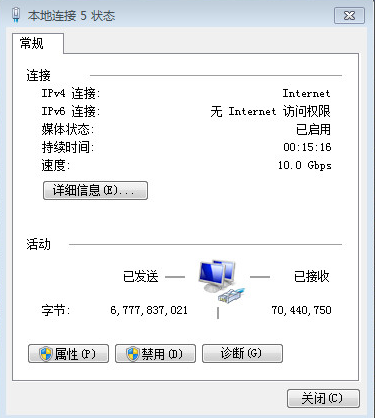 本地连接 5 状态
常规
连接
IPv4 连接: Internet
IPv6 连接: 无 Internet 访问权限
媒体状态: 已启用
持续时间: 00:15:16
速度: 10.0 Gbps
详细信息(E)...
活动
已发送 — 已接收
字节: 6,777,837,021 | 70,440,750
属性(P) 禁用(D) 诊断(G)
关闭(C)